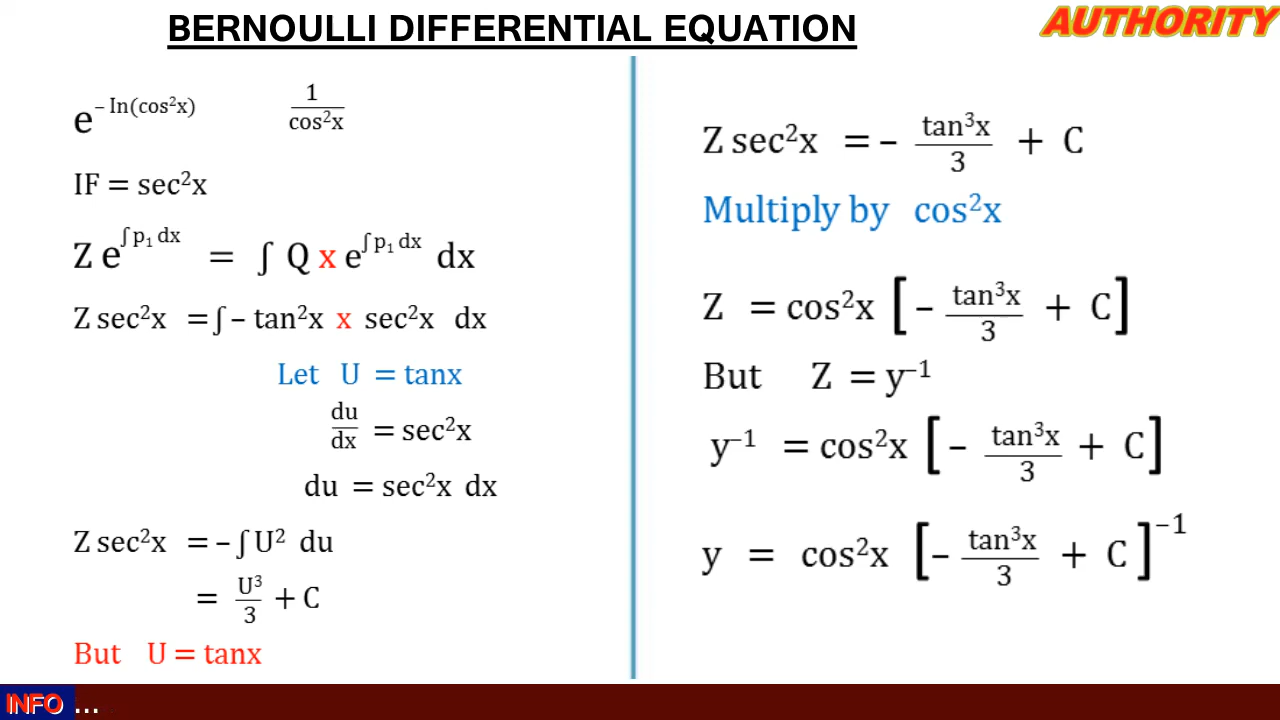 BERNOULLI DIFFERENTIAL EQUATION
AUTHORITY
e^{– In(cos²x)} 1/cos²x
IF = sec²x
Z e^{∫p₁ dx} = ∫ Q x e^{∫p₁ dx} dx
Z sec²x = ∫ – tan²x x sec²x dx
Let U = tanx
du/dx = sec²x
du = sec²x dx
Z sec²x = – ∫ U² du
= U³/3 + C
But U = tanx
Z sec²x = – tan³x/3 + C
Multiply by cos²x
Z = cos²x [– tan³x/3 + C]
But Z = y⁻¹
y⁻¹ = cos²x [– tan³x/3 + C]
y = cos²x [– tan³x/3 + C]⁻¹
INFO ...